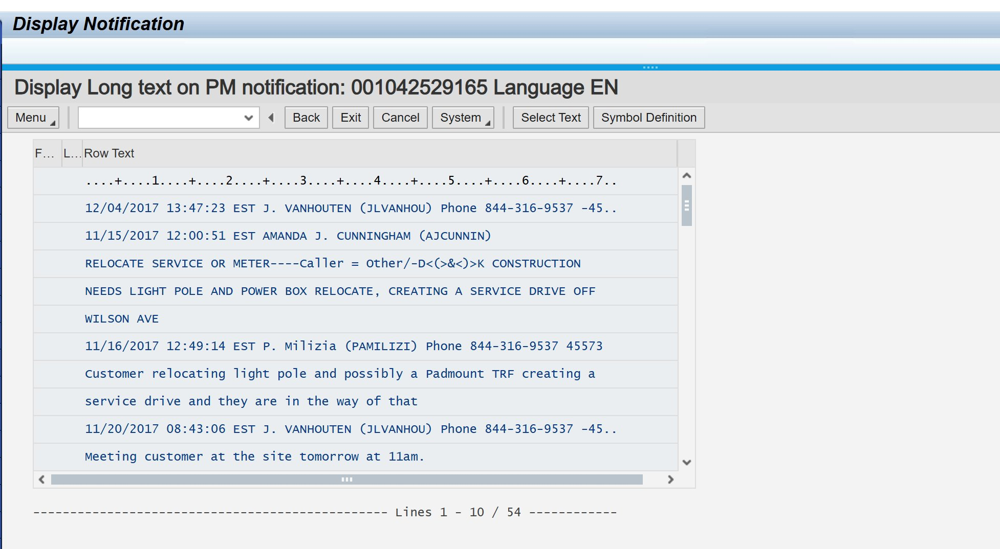 Display Notification
Display Long text on PM notification: 001042529165 Language EN
Menu Back Exit Cancel System Select Text Symbol Definition
F... L... Row Text
....+....1....+....2....+....3....+....4....+....5....+....6....+....7..
12/04/2017 13:47:23 EST J. VANHOUTEN (JLVANHOU) Phone 844-316-9537 -45..
11/15/2017 12:00:51 EST AMANDA J. CUNNINGHAM (AJCUNNIN)
RELOCATE SERVICE OR METER----Caller = Other/-D<(>&<)>K CONSTRUCTION
NEEDS LIGHT POLE AND POWER BOX RELOCATE, CREATING A SERVICE DRIVE OFF
WILSON AVE
11/16/2017 12:49:14 EST P. Milizia (PAMILIZI) Phone 844-316-9537 45573
Customer relocating light pole and possibly a Padmount TRF creating a
service drive and they are in the way of that
11/20/2017 08:43:06 EST J. VANHOUTEN (JLVANHOU) Phone 844-316-9537 -45..
Meeting customer at the site tomorrow at 11am.
------------------------------------------------ Lines 1 - 10 / 54 ------------